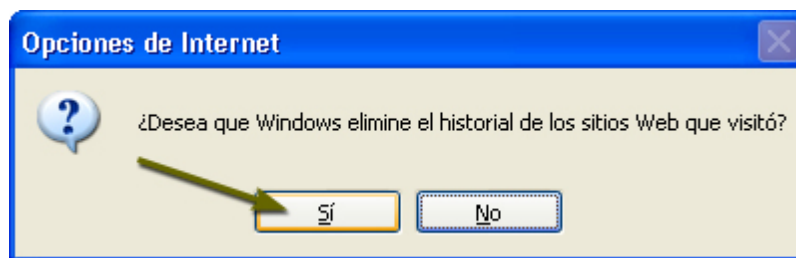 Opciones de Internet
¿Desea que Windows elimine el historial de los sitios Web que visitó?
Sí
No